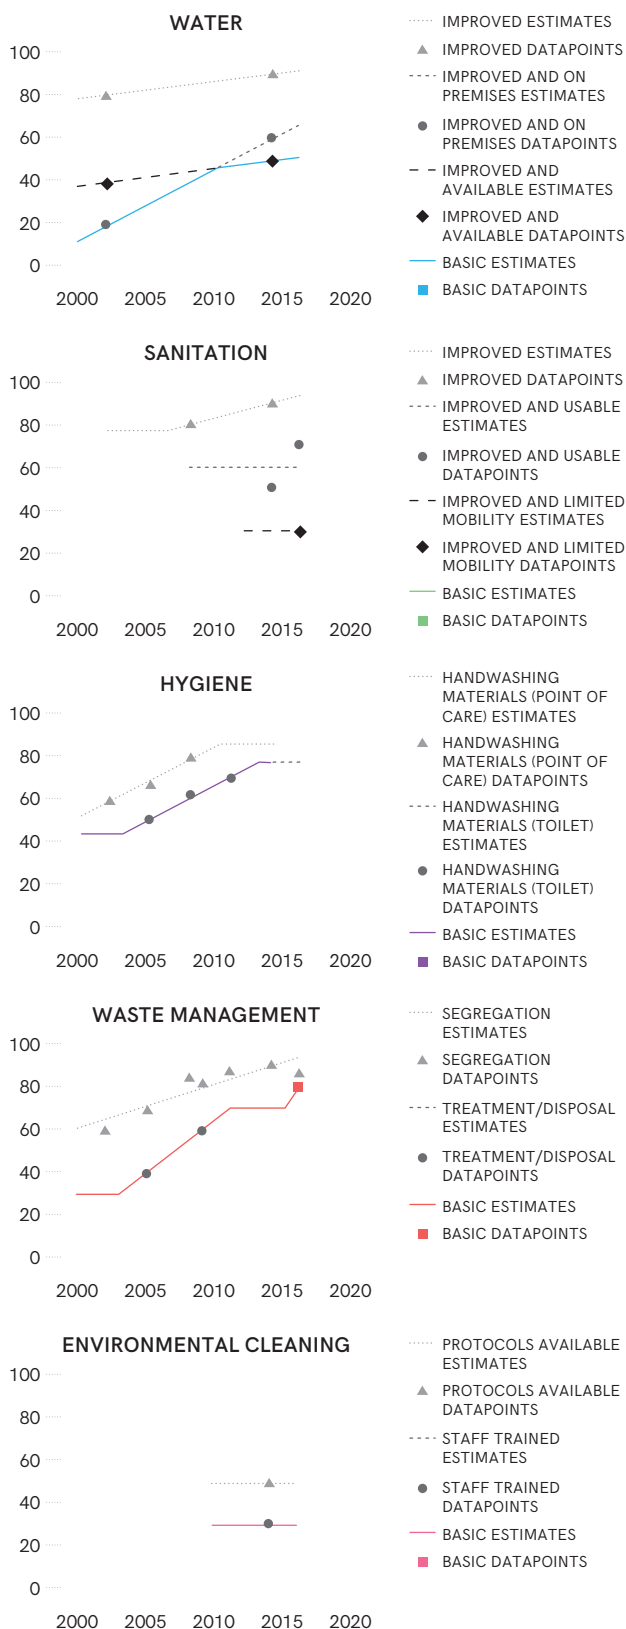 WATER
100
80
60
40
20
0
2000 2005 2010 2015 2020
IMPROVED ESTIMATES
IMPROVED DATAPOINTS
IMPROVED AND ON
PREMISES ESTIMATES
IMPROVED AND ON
PREMISES DATAPOINTS
IMPROVED AND
AVAILABLE ESTIMATES
IMPROVED AND
AVAILABLE DATAPOINTS
BASIC ESTIMATES
BASIC DATAPOINTS
SANITATION
100
80
60
40
20
0
2000 2005 2010 2015 2020
IMPROVED ESTIMATES
IMPROVED DATAPOINTS
IMPROVED AND USABLE
ESTIMATES
IMPROVED AND USABLE
DATAPOINTS
IMPROVED AND LIMITED
MOBILITY ESTIMATES
IMPROVED AND LIMITED
MOBILITY DATAPOINTS
BASIC ESTIMATES
BASIC DATAPOINTS
HYGIENE
100
80
60
40
20
0
2000 2005 2010 2015 2020
HANDWASHING
MATERIALS (POINT OF
CARE) ESTIMATES
HANDWASHING
MATERIALS (POINT OF
CARE) DATAPOINTS
HANDWASHING
MATERIALS (TOILET)
ESTIMATES
HANDWASHING
MATERIALS (TOILET)
DATAPOINTS
BASIC ESTIMATES
BASIC DATAPOINTS
WASTE MANAGEMENT
100
80
60
40
20
0
2000 2005 2010 2015 2020
SEGREGATION
ESTIMATES
SEGREGATION
DATAPOINTS
TREATMENT/DISPOSAL
ESTIMATES
TREATMENT/DISPOSAL
DATAPOINTS
BASIC ESTIMATES
BASIC DATAPOINTS
ENVIRONMENTAL CLEANING
100
80
60
40
20
0
2000 2005 2010 2015 2020
PROTOCOLS AVAILABLE
ESTIMATES
PROTOCOLS AVAILABLE
DATAPOINTS
STAFF TRAINED
ESTIMATES
STAFF TRAINED
DATAPOINTS
BASIC ESTIMATES
BASIC DATAPOINTS